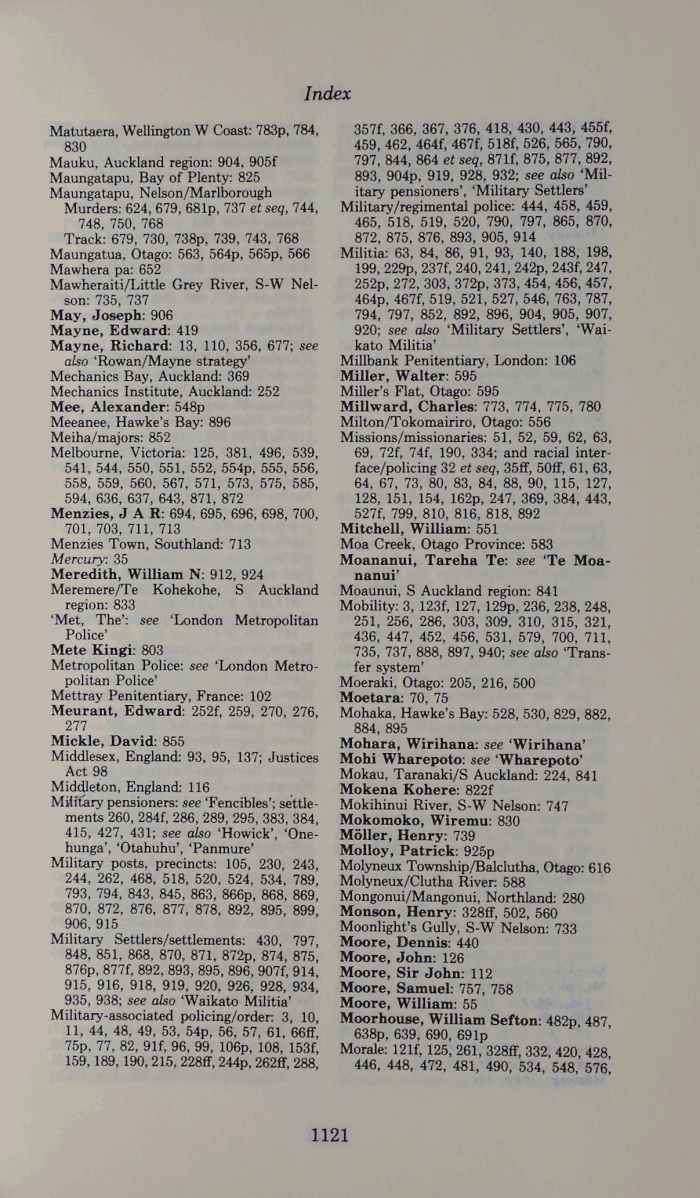 Index
Matutaera, Wellington W Coast: 783p, 784,
830
Mauku, Auckland region: 904, 905f
Maungatapu, Bay of Plenty: 825
Maungatapu, Nelson/Marlborough
Murders: 624, 679, 681p, 737 et seq, 744,
748, 750, 768
Track: 679, 730, 738p, 739, 743, 768
Maungatua, Otago: 563, 564p, 565p, 566
Mawhera pa: 652
Mawheraiti/Little Grey River, S-W Nel-
son: 735, 737
May, Joseph: 906
Mayne, Edward: 419
Mayne, Richard: 13, 110, 356, 677; see
also 'Rowan/Mayne strategy'
Mechanics Bay, Auckland: 369
Mechanics Institute, Auckland: 252
Mee, Alexander: 548p
Meeanee, Hawke's Bay: 896
Meiha/majors: 852
Melbourne, Victoria: 125, 381, 496, 539,
541, 544, 550, 551, 552, 554p, 555, 556,
558, 559, 560, 567, 571, 573, 575, 585,
594, 636, 637, 643, 871, 872
Menzies, J A R: 694, 695, 696, 698, 700,
701, 703, 711, 713
Menzies Town, Southland: 713
Mercury: 35
Meredith, William N: 912, 924
Meremere/Te Kohekohe, S Auckland
region: 833
'Met, The': see 'London Metropolitan
Police'
Mete Kingi: 803
Metropolitan Police: see 'London Metro-
politan Police'
Mettray Penitentiary, France: 102
Meurant, Edward: 252f, 259, 270, 276,
277
Mickle, David: 855
Middlesex, England: 93, 95, 137; Justices
Act 98
Middleton, England: 116
Military pensioners: see 'Fencibles'; settle-
ments 260, 284f, 286, 289, 295, 383, 384,
415, 427, 431; see also 'Howick', 'One-
hunga', 'Otahuhu', 'Panmure'
Military posts, precincts: 105, 230, 243,
244, 262, 468, 518, 520, 524, 534, 789,
793, 794, 843, 845, 863, 866p, 868, 869,
870, 872, 876, 877, 878, 892, 895, 899,
906, 915
Military Settlers/settlements: 430, 797,
848, 851, 868, 870, 871, 872p, 874, 875,
876p, 877f, 892, 893, 895, 896, 907f, 914,
915, 916, 918, 919, 920, 926, 928, 934,
935, 938; see also 'Waikato Militia'
Military-associated policing/order: 3, 10,
11, 44, 48, 49, 53, 54p, 56, 57, 61, 66ff,
75p, 77, 82, 91f, 96, 99, 106p, 108, 153f,
159, 189, 190, 215, 228ff, 244p, 262ff, 288,
357f, 366, 367, 376, 418, 430, 443, 455f,
459, 462, 464f, 467f, 518f, 526, 565, 790,
797, 844, 864 et seq, 871f, 875, 877, 892,
893, 904p, 919, 928, 932; see also 'Mil-
itary pensioners', 'Military Settlers'
Military/regimental police: 444, 458, 459,
465, 518, 519, 520, 790, 797, 865, 870,
872, 875, 876, 893, 905, 914
Militia: 63, 84, 86, 91, 93, 140, 188, 198,
199, 229p, 237f, 240, 241, 242p, 243f, 247,
252p, 272, 303, 372p, 373, 454, 456, 457,
464p, 467f, 519, 521, 527, 546, 763, 787,
794, 797, 852, 892, 896, 904, 905, 907,
920; see also 'Military Settlers', 'Wai-
kato Militia'
Millbank Penitentiary, London: 106
Miller, Walter: 595
Miller's Flat, Otago: 595
Millward, Charles: 773, 774, 775, 780
Milton/Tokomairiro, Otago: 556
Missions/missionaries: 51, 52, 59, 62, 63,
69, 72f, 74f, 190, 334; and racial inter-
face/policing 32 et seq, 35ff, 50ff, 61, 63,
64, 67, 73, 80, 83, 84, 88, 90, 115, 127,
128, 151, 154, 162p, 247, 369, 384, 443,
527f, 799, 810, 816, 818, 892
Mitchell, William: 551
Moa Creek, Otago Province: 583
Moananui, Tareha Te: see 'Te Moa-
nanui'
Moaunui, S Auckland region: 841
Mobility: 3, 123f, 127, 129p, 236, 238, 248,
251, 256, 286, 303, 309, 310, 315, 321,
436, 447, 452, 456, 531, 579, 700, 711,
735, 737, 888, 897, 940; see also 'Trans-
fer system'
Moeraki, Otago: 205, 216, 500
Moetara: 70, 75
Mohaka, Hawke's Bay: 528, 530, 829, 882,
884, 895
Mohara, Wirihana: see 'Wirihana'
Mohi Wharepoto: see 'Wharepoto'
Mokau, Taranaki/S Auckland: 224, 841
Mokena Kohere: 822f
Mokihinui River, S-W Nelson: 747
Mokomoko, Wiremu: 830
Möller, Henry: 739
Molloy, Patrick: 925p
Molyneux Township/Balclutha, Otago: 616
Molyneux/Clutha River: 588
Mongonui/Mangonui, Northland: 280
Monson, Henry: 328ff, 502, 560
Moonlight's Gully, S-W Nelson: 733
Moore, Dennis: 440
Moore, John: 126
Moore, Sir John: 112
Moore, Samuel: 757, 758
Moore, William: 55
Moorhouse, William Sefton: 482p, 487,
638p, 639, 690, 691p
Morale: 121f, 125, 261, 328ff, 332, 420, 428,
446, 448, 472, 481, 490, 534, 548, 576,
1121